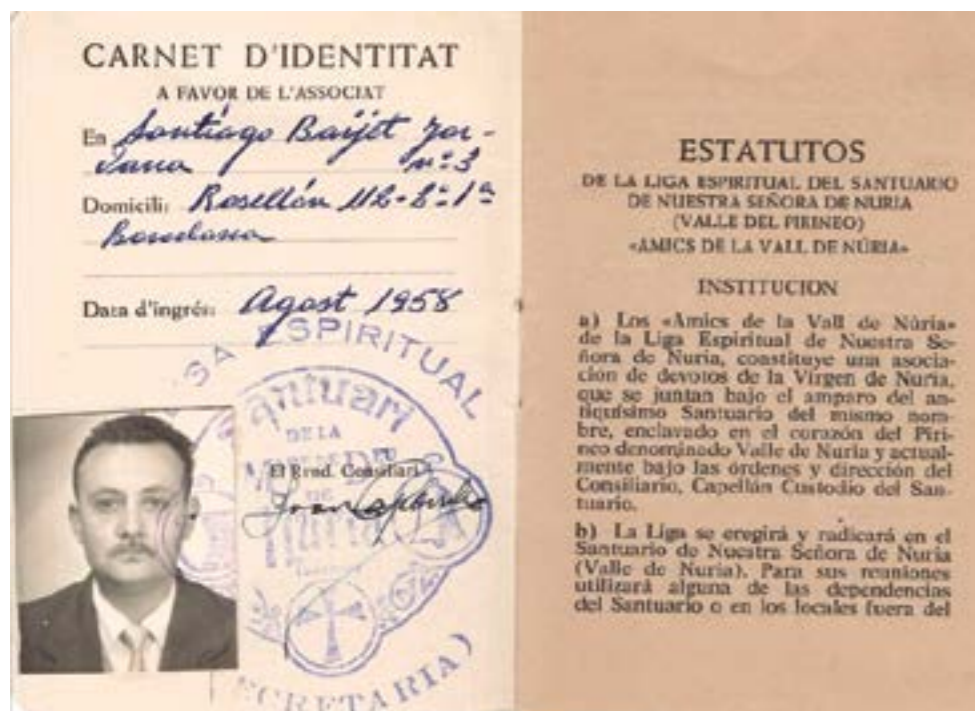 CARNET D'IDENTITAT
A FAVOR DE L'ASSOCIAT
En Santiago Barjet Jor-
dana nº 3
Domicili: Rosellón 112-2º-1ª
Barcelona
Data d'ingrés: Agost 1958
ESPIRITUAL
Santuari
DE LA
DE
El Rvnd. Consiliari,
SECRETARIA)
ESTATUTOS
DE LA LIGA ESPIRITUAL DEL SANTUARIO
DE NUESTRA SEÑORA DE NURIA
(VALLE DEL PIRINEO)
«AMICS DE LA VALL DE NÚRIA»
INSTITUCION
a) Los «Amics de la Vall de Núria»
de la Liga Espiritual de Nuestra Se-
ñora de Nuria, constituye una asocia-
ción de devotos de la Virgen de Nuria,
que se juntan bajo el amparo del an-
tiquísimo Santuario del mismo nom-
bre, enclavado en el corazón del Piri-
neo denominado Valle de Nuria y actual-
mente bajo las órdenes y dirección del
Consiliario, Capellán Custodio del San-
tuario.
b) La Liga se eregirá y radicará en el
Santuario de Nuestra Señora de Nuria
(Valle de Nuria). Para sus reuniones
utilizará alguna de las dependencias
del Santuario o en los locales fuera del